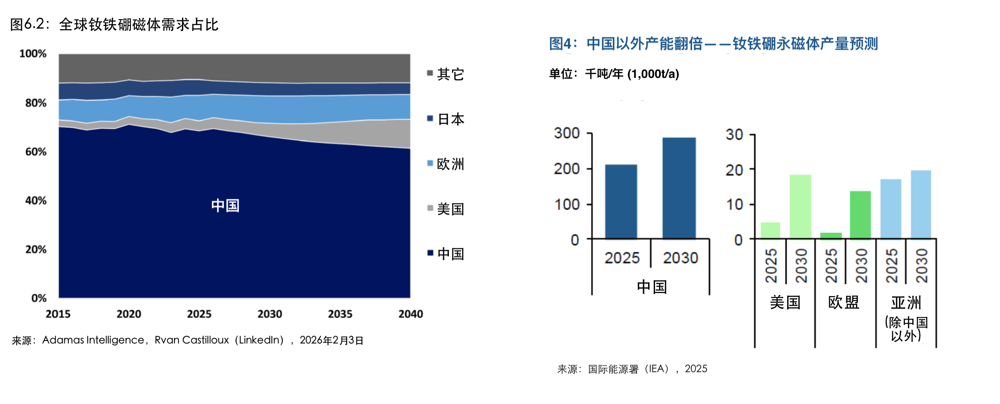 图6.2：全球钕铁硼磁体需求占比
100%
80%
60%
40%
20%
0%
中国
2015 2020 2025 2030 2035 2040
其它
日本
欧洲
美国
中国
来源：Adamas Intelligence，Rvan Castilloux（LinkedIn），2026年2月3日
图4：中国以外产能翻倍——钕铁硼永磁体产量预测
单位：千吨/年 (1,000t/a)
300
200
100
0
2025 2030
中国
30
20
10
0
2025 2030 2025 2030 2025 2030
美国 欧盟 亚洲
(除中国
以外)
来源：国际能源署（IEA），2025